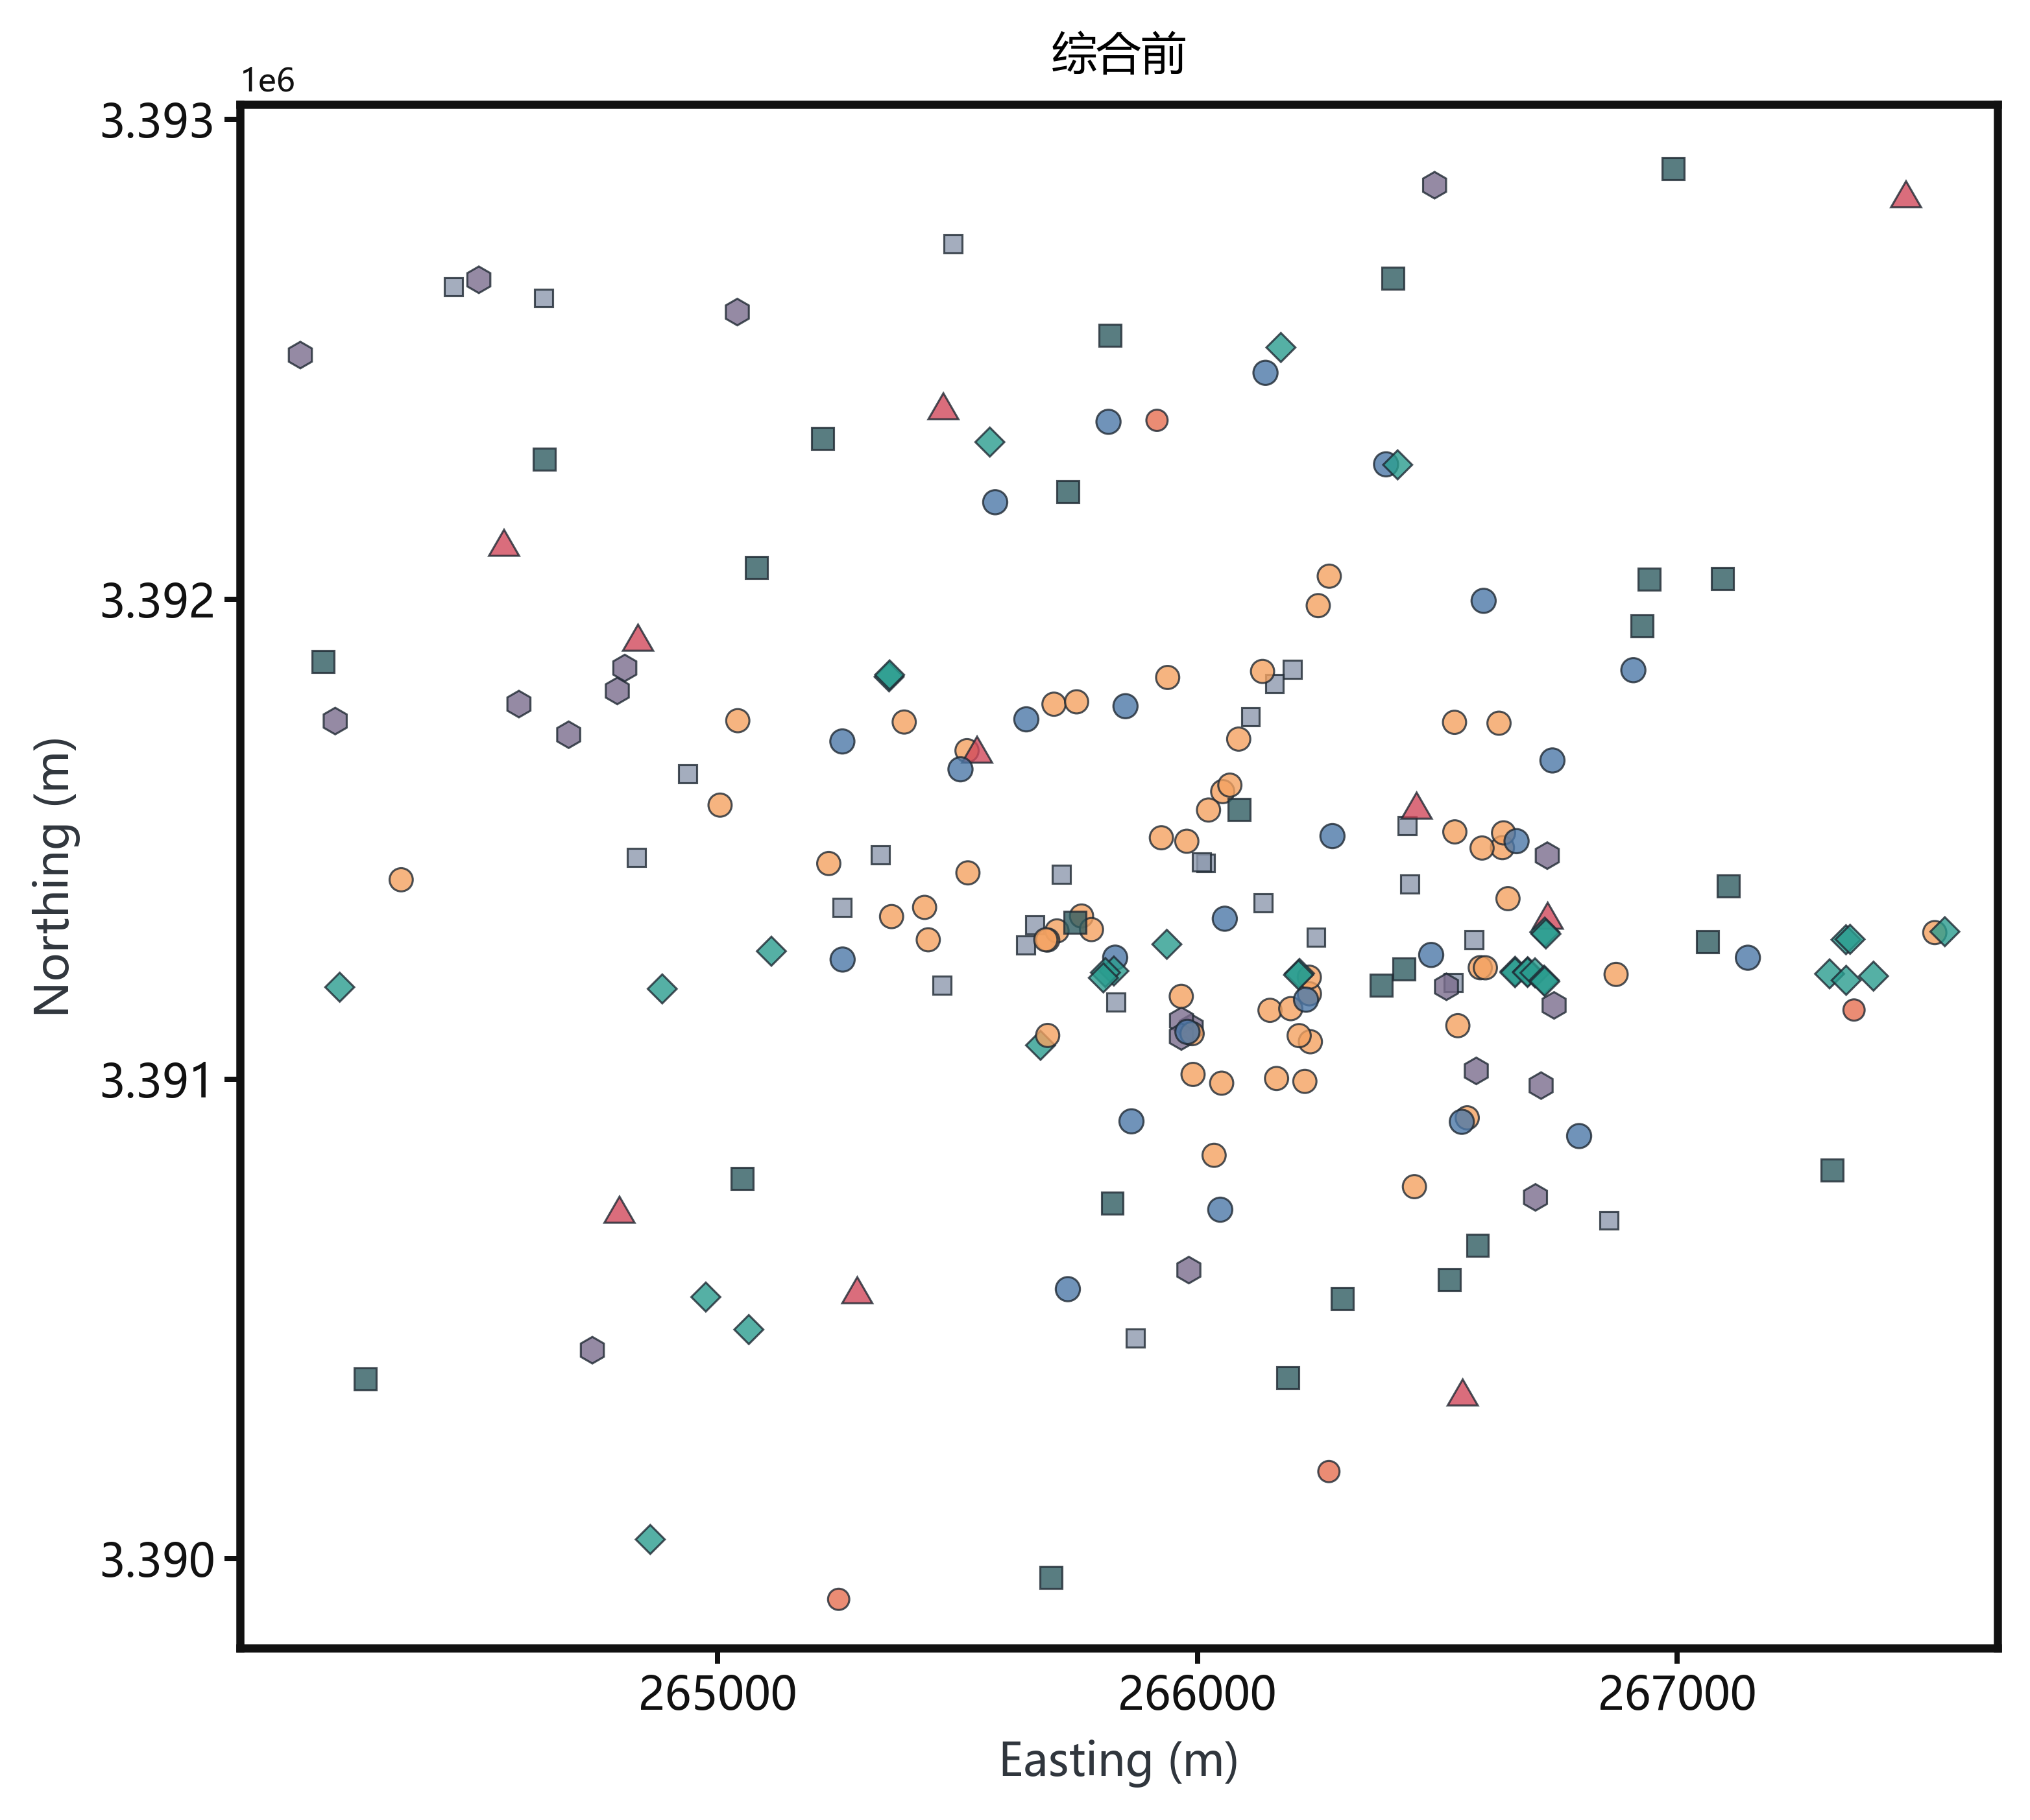 综合前
1e6
3.393
3.392
3.391
3.390
Northing (m)
265000 266000 267000
Easting (m)